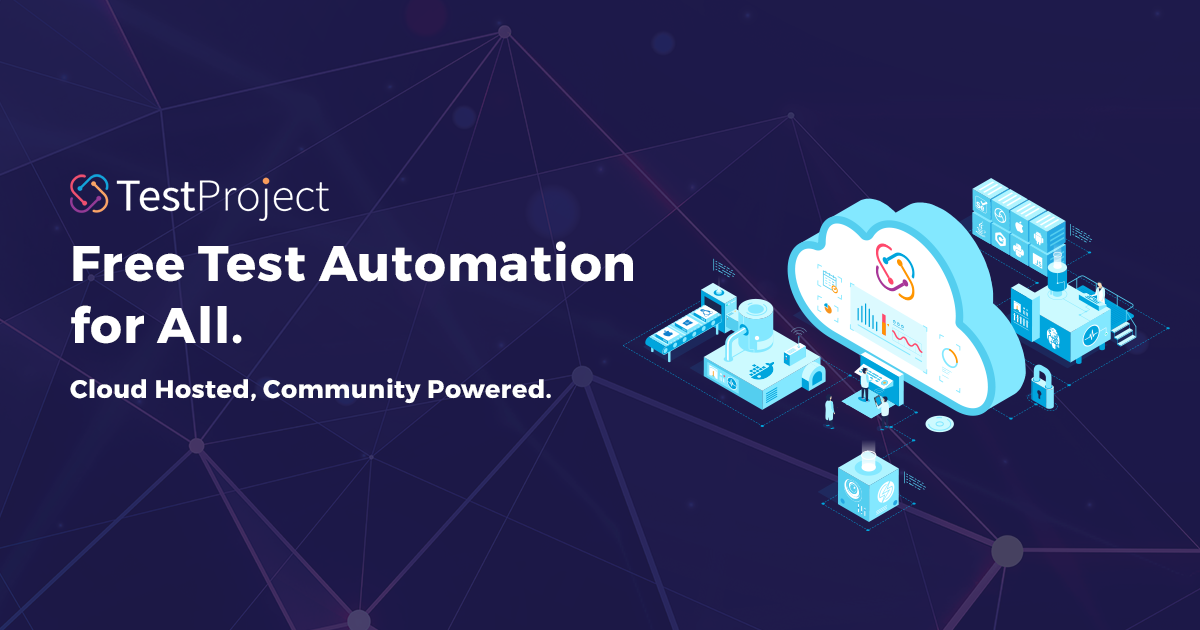 TestProject
Free Test Automation
for All.
Cloud Hosted, Community Powered.